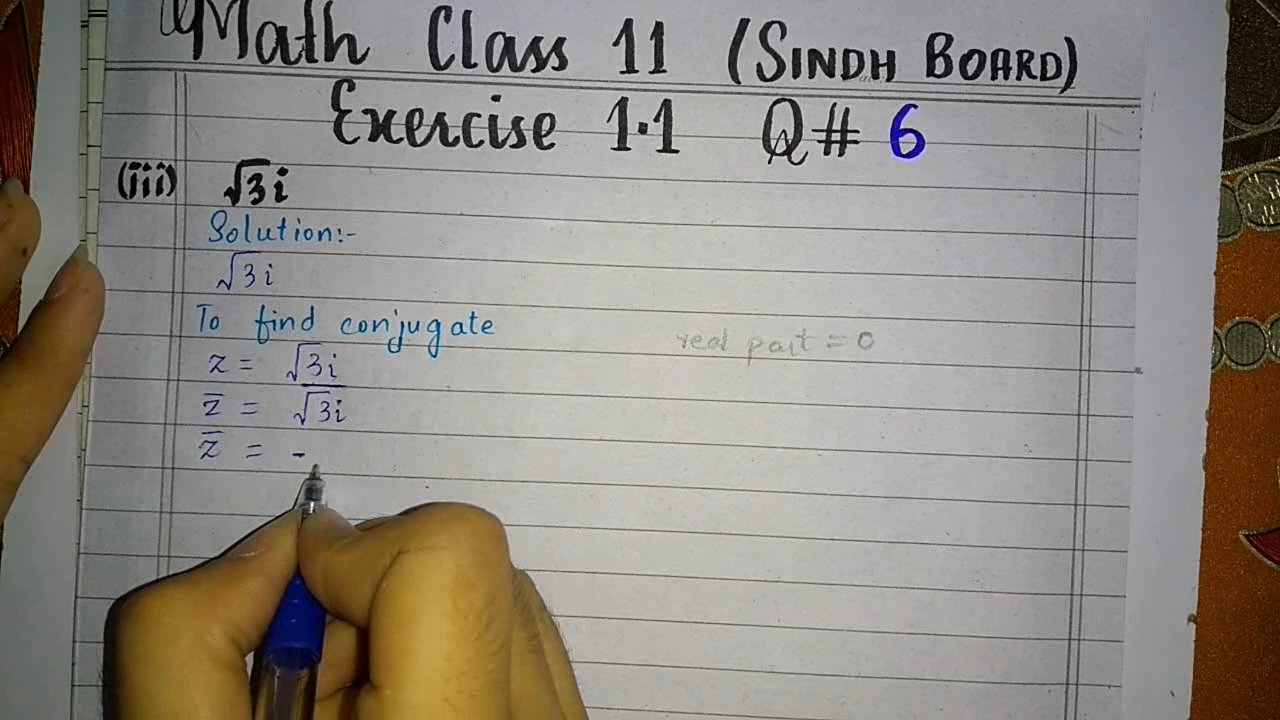 Math Class 11 (SINDH BOARD)
Exercise 1.1 Q# 6
(iii) √3i
Solution:-
√3i
To find conjugate
real part = 0
z = √3i
z̅ = \overline{√3i}
z̅ = -